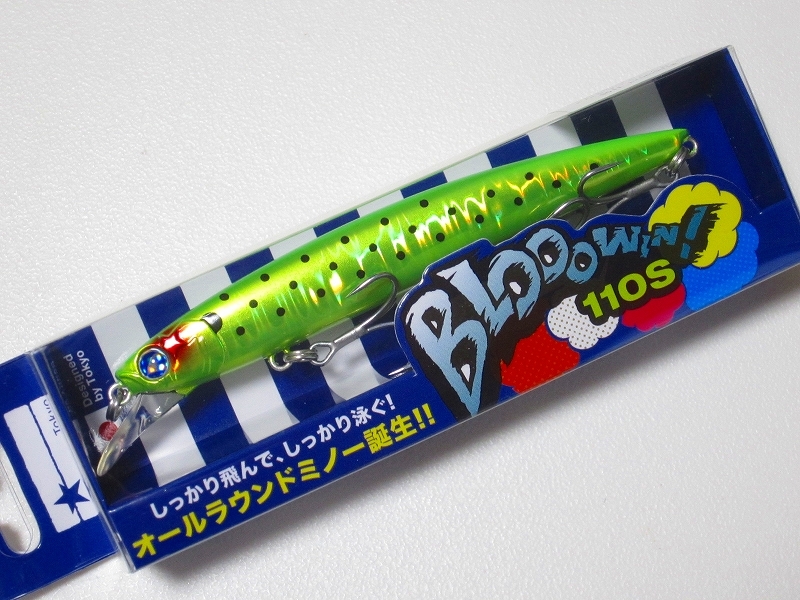 BLOOOWIN!
110S
Designed
by Tokyo
Tokyo
しっかり飛んで、しっかり泳ぐ!
オールラウンドミノー誕生!!